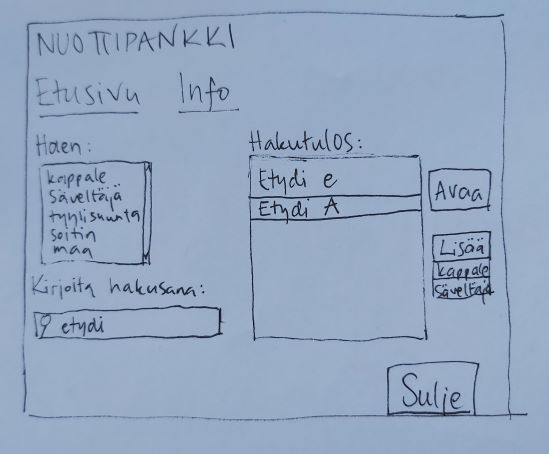 NUOTTIPANKKI
Etusivu Info
Haen:
kappale
Säveltäjä
tyylisuunta
soitin
maa
Kirjoita hakusana:
etydi
Hakutulos:
Etydi e
Etydi A
Avaa
Lisää
kappale
Säveltäjä
Sulje